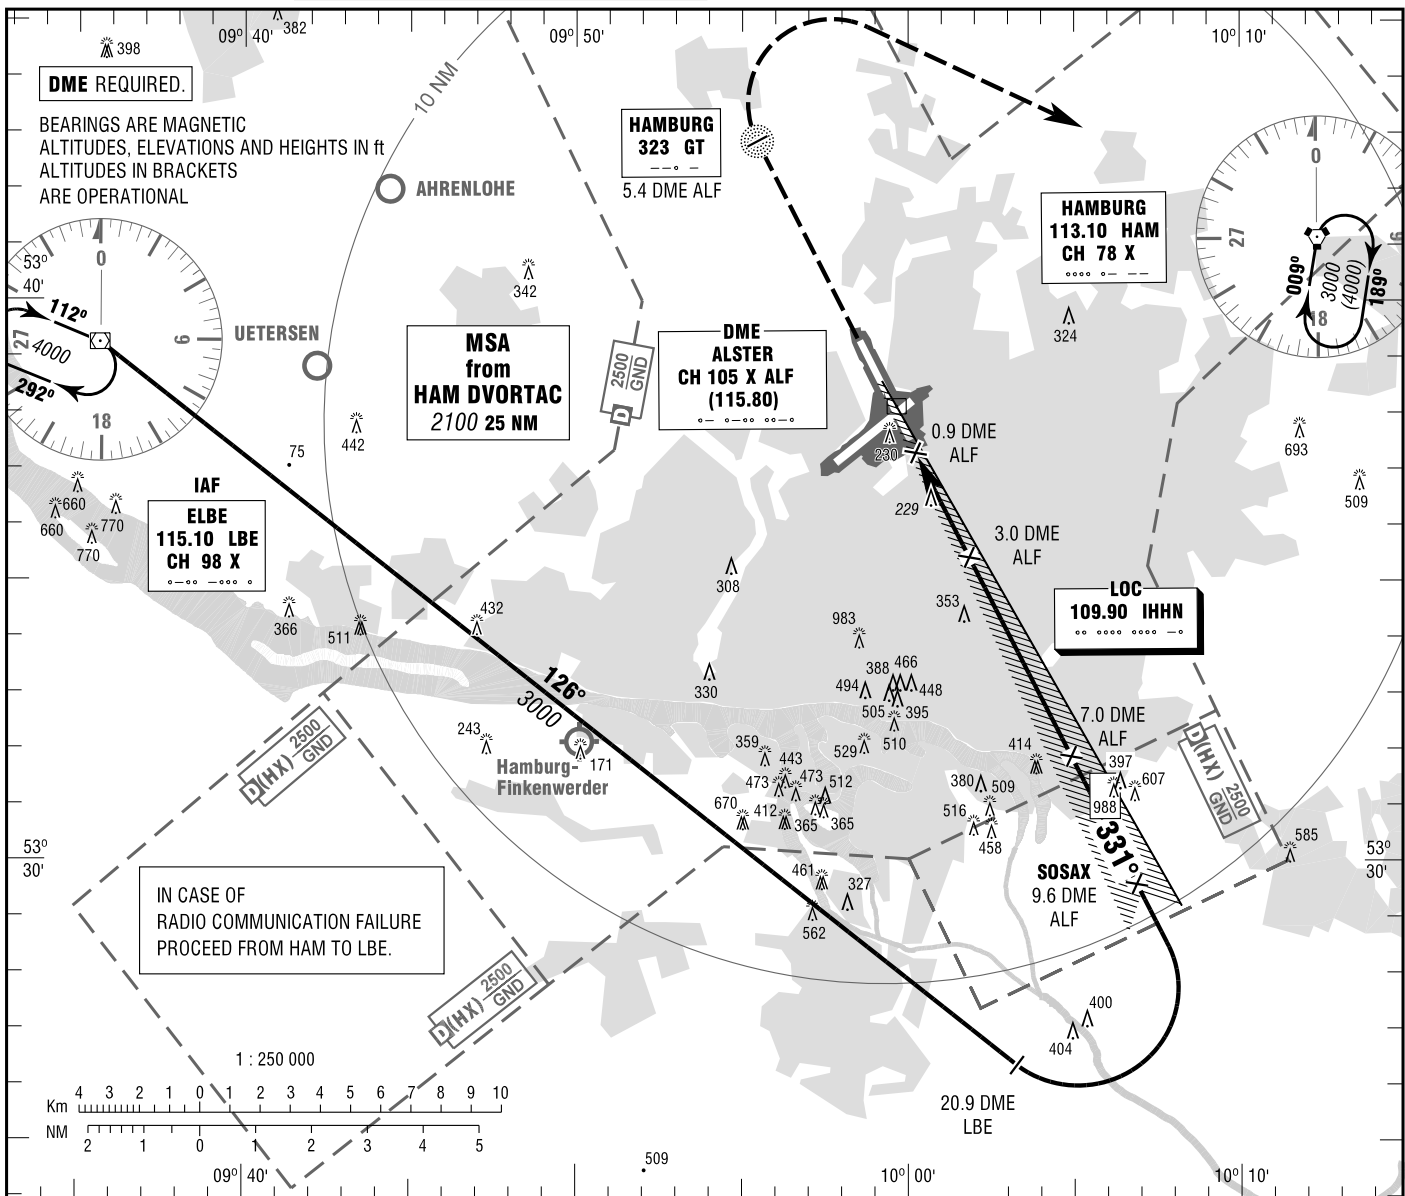 382
09° 40'
09° 50'
10° 10'
398
DME REQUIRED.
BEARINGS ARE MAGNETIC
ALTITUDES, ELEVATIONS AND HEIGHTS IN ft
ALTITUDES IN BRACKETS
ARE OPERATIONAL
10 NM
AHRENLOHE
HAMBURG
323 GT
5.4 DME ALF
HAMBURG
113.10 HAM
CH 78 X
0
27
6
18
009°
3000
(4000)
189°
53°
40'
0
27
6
18
112°
4000
292°
342
UETERSEN
442
75
MSA
from
HAM DVORTAC
2100 25 NM
2500
GND
D
DME
ALSTER
CH 105 X ALF
(115.80)
324
230
0.9 DME
ALF
229
693
509
660
660
770
770
IAF
ELBE
115.10 LBE
CH 98 X
3.0 DME
ALF
308
353
LOC
109.90 IHHN
366
511
432
983
388
466
494
448
505
395
330
126°
3000
510
529
7.0 DME
ALF
243
171
Hamburg-
Finkenwerder
359
443
473
473
512
670
412
365
365
414
380
509
516
458
397
607
988
D(HX) 2500
GND
D(HX) 2500
GND
585
53°
30'
53°
30'
331°
SOSAX
9.6 DME
ALF
461
327
562
IN CASE OF
RADIO COMMUNICATION FAILURE
PROCEED FROM HAM TO LBE.
D(HX) 2500
GND
400
404
20.9 DME
LBE
1 : 250 000
4 3 2 1 0 1 2 3 4 5 6 7 8 9 10
Km
NM
2 1 0 1 2 3 4 5
509
09° 40'
10° 00'
10° 10'